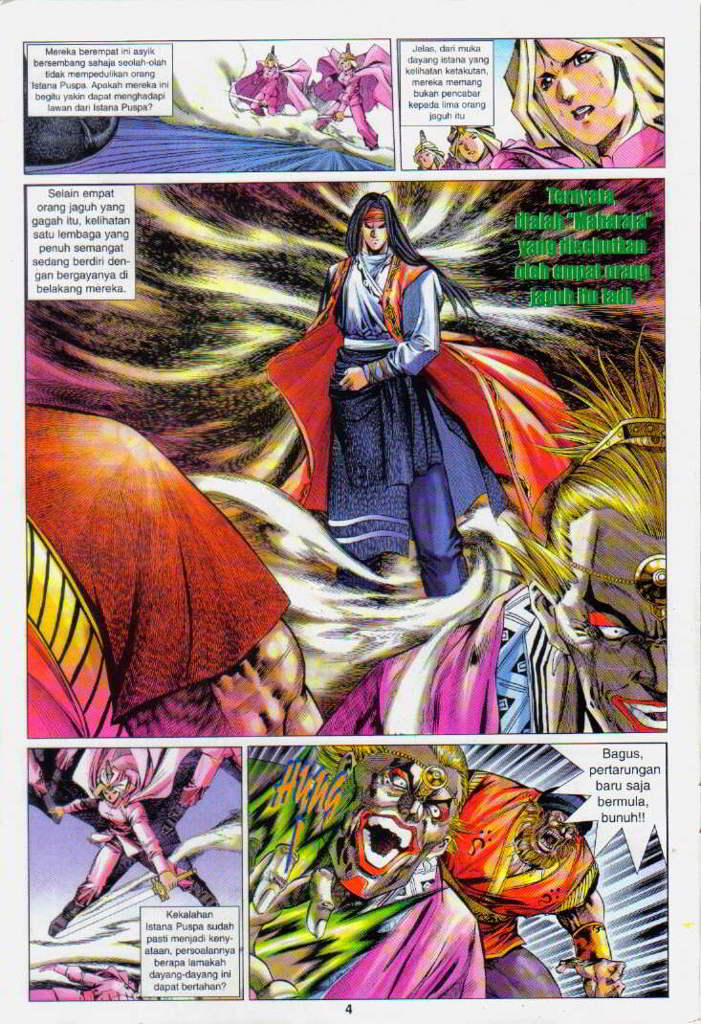 Mereka berempat ini asyik
bersembang sahaja seolah-olah
tidak mempedulikan orang
Istana Puspa. Apakah mereka ini
begitu yakin dapat menghadapi
lawan dari Istana Puspa?
Jelas, dari muka
dayang istana yang
kelihatan ketakutan,
mereka memang
bukan pencabar
kepada lima orang
jaguh itu
Selain empat
orang jaguh yang
gagah itu, kelihatan
satu lembaga yang
penuh semangat
sedang berdiri den-
gan bergayanya di
belakang mereka.
Ternyata,
dialah "Maharaja"
yang disebutkan
oleh empat orang
jaguh itu tadi.
Kekalahan
Istana Puspa sudah
pasti menjadi keny-
ataan, persoalannya
berapa lamakah
dayang-dayang ini
dapat bertahan?
HUNG
!
Bagus,
pertarungan
baru saja
bermula,
bunuh!!
4